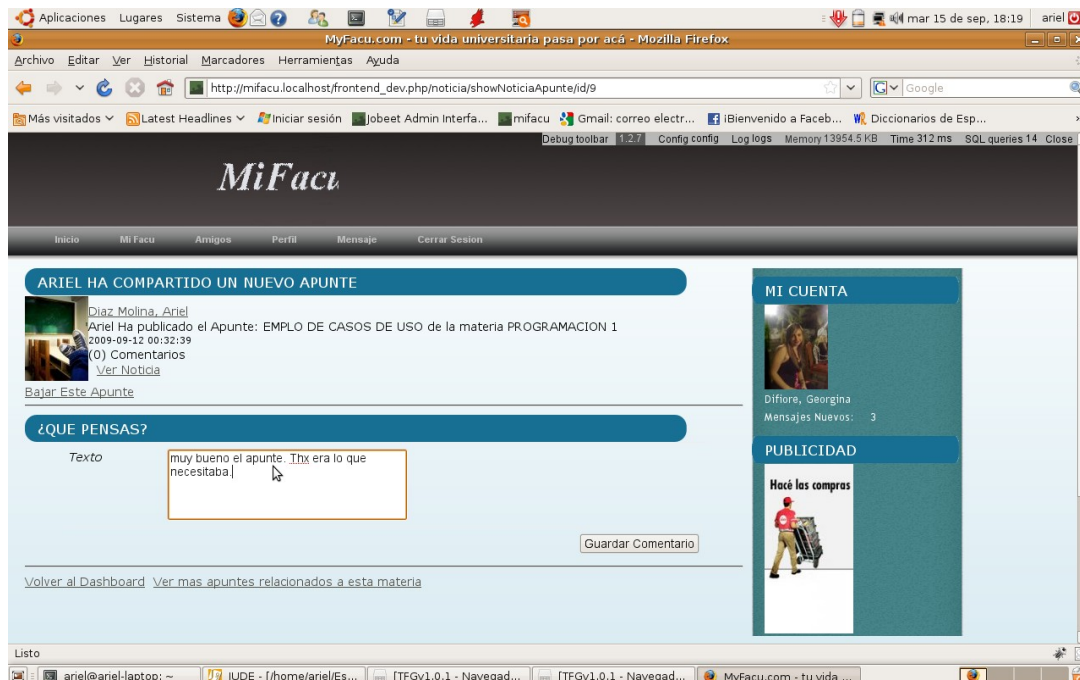 Aplicaciones Lugares Sistema mar 15 de sep, 18:19 ariel
MyFacu.com - tu vida universitaria pasa por acá - Mozilla Firefox
Archivo Editar Ver Historial Marcadores Herramientas Ayuda
http://mifacu.localhost/frontend_dev.php/noticia/showNoticiaApunte/id/9 Google
Más visitados Latest Headlines Iniciar sesión Jobeet Admin Interfa... mifacu Gmail: correo electr... ¡Bienvenido a Faceb... Diccionarios de Esp...
Debug toolbar 1.2.7 Config config Log logs Memory 13954.5 KB Time 312 ms SQL queries 14 Close
MiFacu
Inicio Mi Facu Amigos Perfil Mensaje Cerrar Sesion
ARIEL HA COMPARTIDO UN NUEVO APUNTE
Diaz Molina, Ariel
Ariel Ha publicado el Apunte: EMPLO DE CASOS DE USO de la materia PROGRAMACION 1
2009-09-12 00:32:39
(0) Comentarios
Ver Noticia
Bajar Este Apunte
¿QUE PENSAS?
Texto
muy bueno el apunte. Thx era lo que
necesitaba.
Guardar Comentario
Volver al Dashboard Ver mas apuntes relacionados a esta materia
MI CUENTA
Difiore, Georgina
Mensajes Nuevos: 3
PUBLICIDAD
Hacé las compras
Listo
ariel@ariel-laptop: ~ JUDE - [/home/ariel/Es... [TFGv1.0.1 - Navegad... [TFGv1.0.1 - Navegad... MyFacu.com - tu vida ...